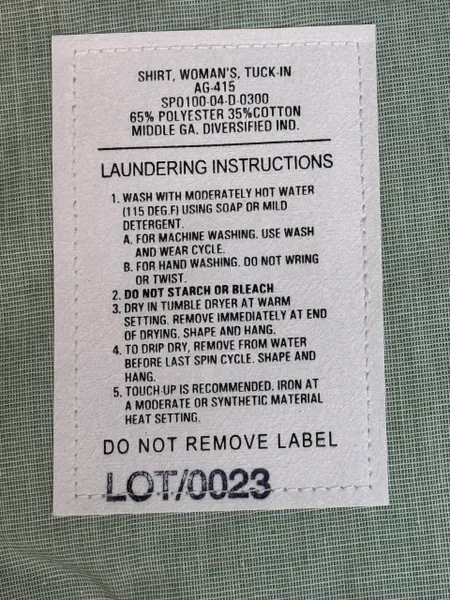 SHIRT, WOMAN'S, TUCK-IN
AG-415
SPO100-04-D-0300
65% POLYESTER 35%COTTON
MIDDLE GA. DIVERSIFIED IND.
LAUNDERING INSTRUCTIONS
1. WASH WITH MODERATELY HOT WATER
(115 DEG.F) USING SOAP OR MILD
DETERGENT.
A. FOR MACHINE WASHING. USE WASH
AND WEAR CYCLE.
B. FOR HAND WASHING. DO NOT WRING
OR TWIST.
2. DO NOT STARCH OR BLEACH
3. DRY IN TUMBLE DRYER AT WARM
SETTING. REMOVE IMMEDIATELY AT END
OF DRYING, SHAPE AND HANG.
4. TO DRIP DRY, REMOVE FROM WATER
BEFORE LAST SPIN CYCLE. SHAPE AND
HANG.
5. TOUCH-UP IS RECOMMENDED. IRON AT
A MODERATE OR SYNTHETIC MATERIAL
HEAT SETTING.
DO NOT REMOVE LABEL
LOT/0023